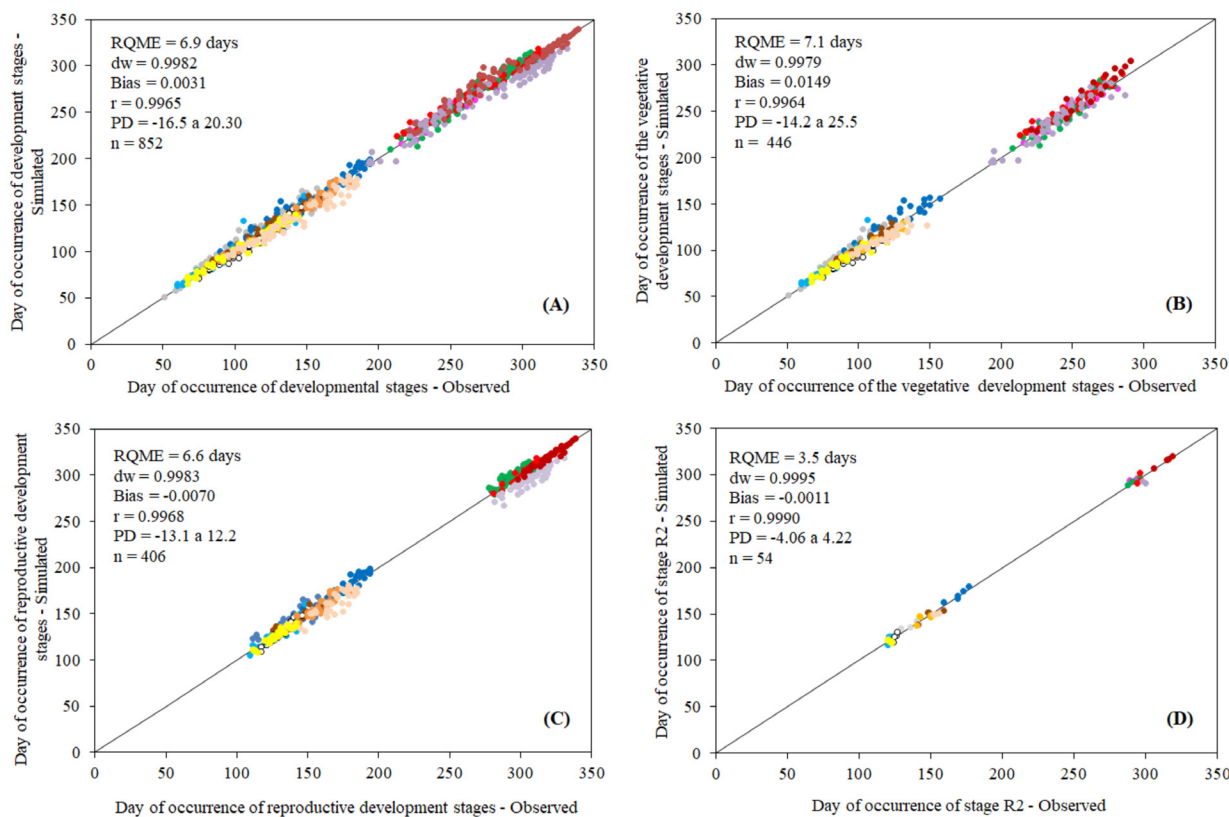 Day of occurrence of development stages -
Simulated
350
300
250
200
150
100
50
0
RQME = 6.9 days
dw = 0.9982
Bias = 0.0031
r = 0.9965
PD = -16.5 a 20.30
n = 852
(A)
0 50 100 150 200 250 300 350
Day of occurrence of developmental stages - Observed
Day of occurrence of the vegetative
development stages - Simulated
350
300
250
200
150
100
50
0
RQME = 7.1 days
dw = 0.9979
Bias = 0.0149
r = 0.9964
PD = -14.2 a 25.5
n = 446
(B)
0 50 100 150 200 250 300 350
Day of occurrence of the vegetative development stages - Observed
Day of occurrence of reproductive development
stages - Simulated
350
300
250
200
150
100
50
0
RQME = 6.6 days
dw = 0.9983
Bias = -0.0070
r = 0.9968
PD = -13.1 a 12.2
n = 406
(C)
0 50 100 150 200 250 300 350
Day of occurrence of reproductive development stages - Observed
Day of occurrence of stage R2 - Simulated
350
300
250
200
150
100
50
0
RQME = 3.5 days
dw = 0.9995
Bias = -0.0011
r = 0.9990
PD = -4.06 a 4.22
n = 54
(D)
0 50 100 150 200 250 300 350
Day of occurrence of stage R2 - Observed